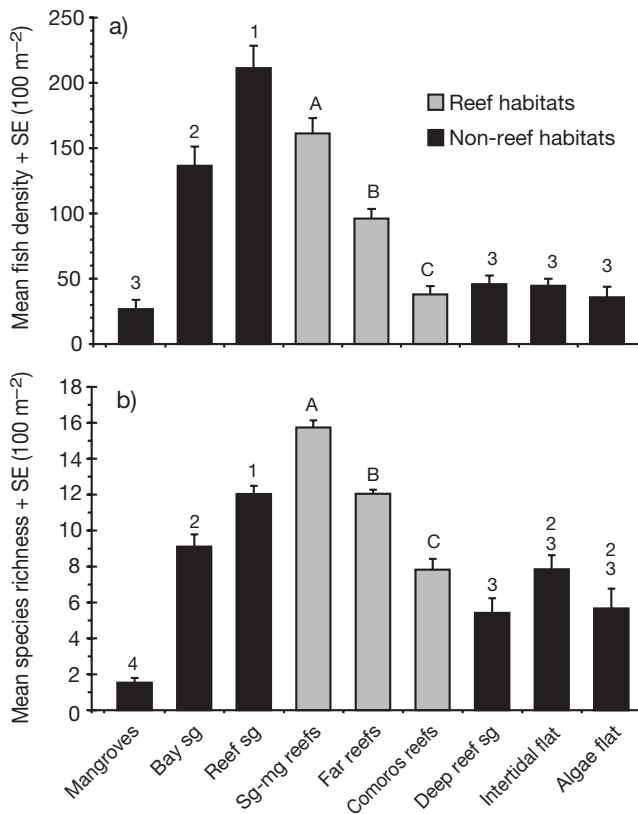 a)
Mean fish density + SE (100 m⁻²)
250
200
150
100
50
0
3
2
1
A
B
C
3
3
3
Reef habitats
Non-reef habitats
b)
Mean species richness + SE (100 m⁻²)
18
16
14
12
10
8
6
4
2
0
4
2
1
A
B
C
3
2
3
2
3
Mangroves
Bay sg
Reef sg
Sg-mg reefs
Far reefs
Comoros reefs
Deep reef sg
Intertidal flat
Algae flat